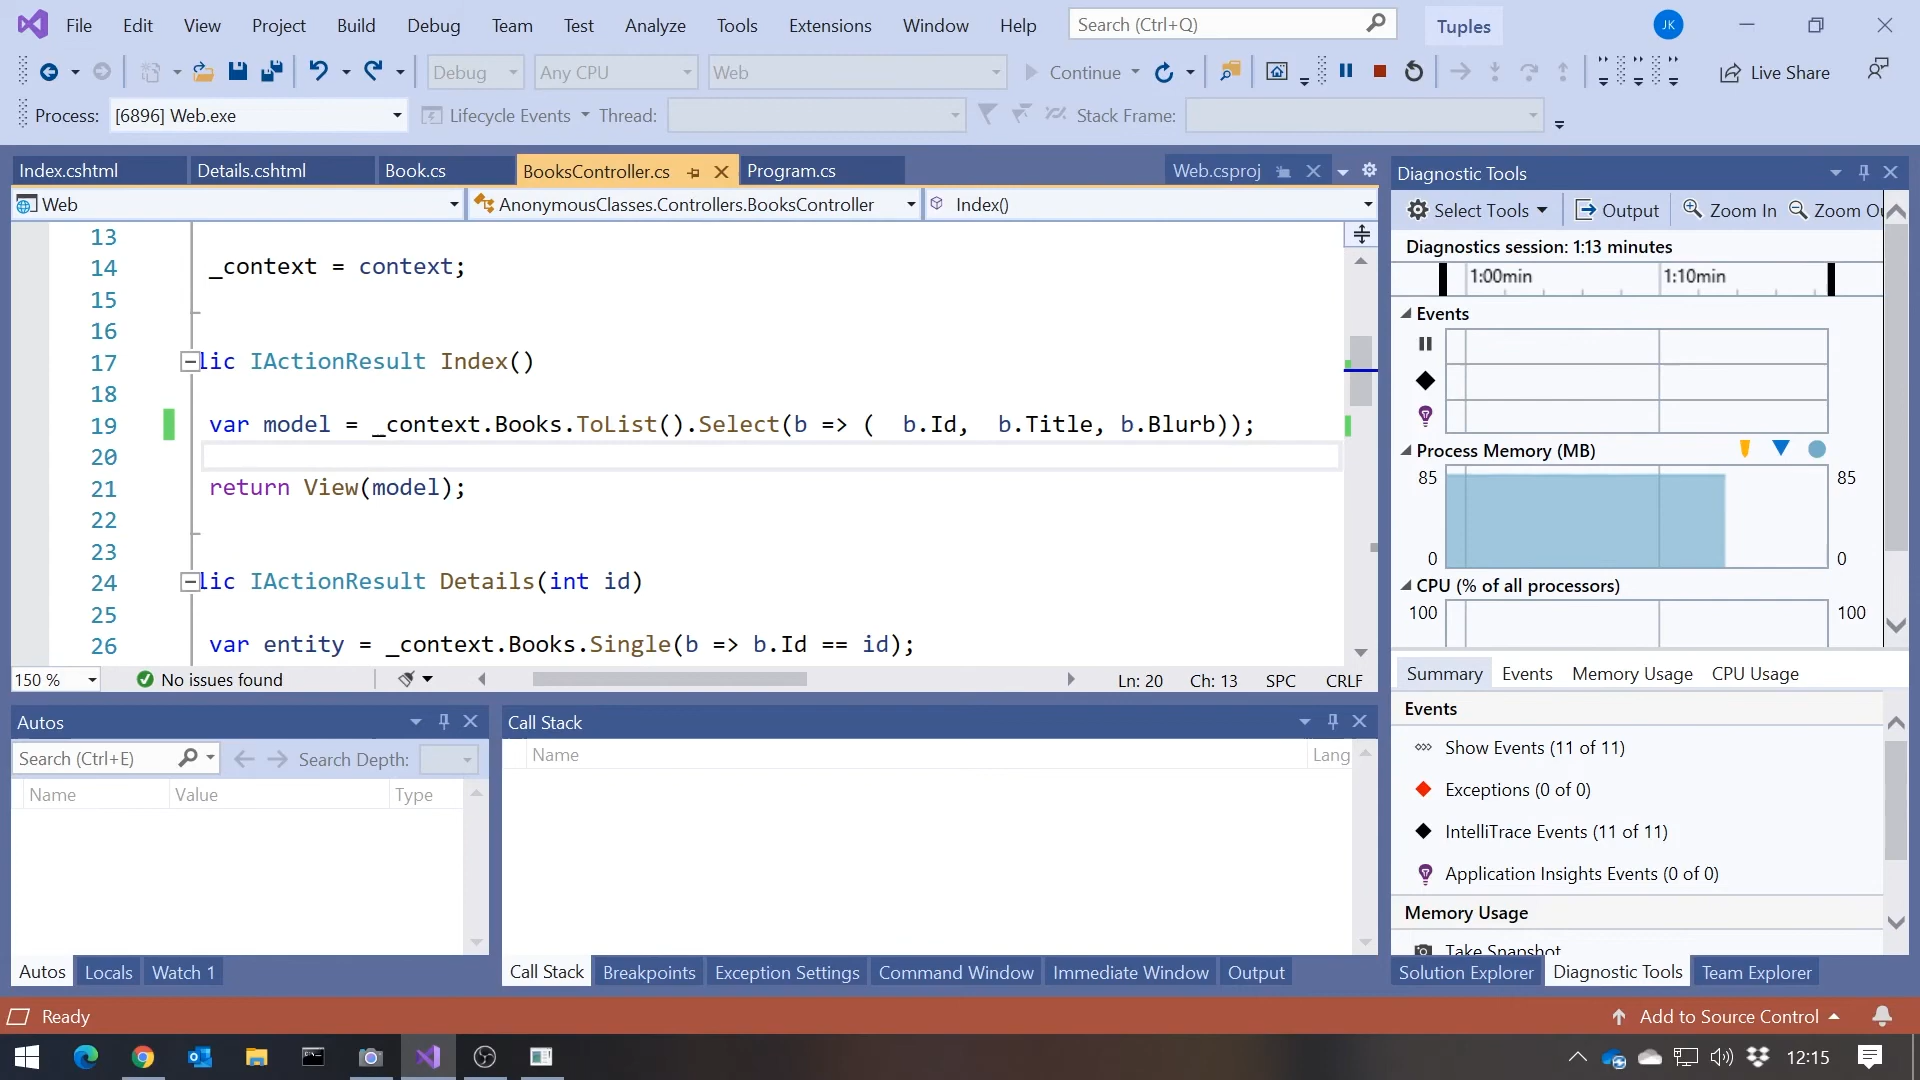 File Edit View Project Build Debug Team Test Analyze Tools Extensions Window Help Search (Ctrl+Q) Tuples JK
Debug Any CPU Web Continue Live Share
Process: [6896] Web.exe Lifecycle Events Thread: Stack Frame:
Index.cshtml Details.cshtml Book.cs BooksController.cs Program.cs Web.csproj
Web AnonymousClasses.Controllers.BooksController Index()
13
14 _context = context;
15
16
17 lic IActionResult Index()
18
19 var model = _context.Books.ToList().Select(b => (  b.Id,  b.Title, b.Blurb));
20
21 return View(model);
22
23
24 lic IActionResult Details(int id)
25
26 var entity = _context.Books.Single(b => b.Id == id);
150 % No issues found Ln: 20 Ch: 13 SPC CRLF
Autos
Search (Ctrl+E) Search Depth:
Name Value Type
Autos Locals Watch 1
Call Stack
Name Lang
Call Stack Breakpoints Exception Settings Command Window Immediate Window Output
Diagnostic Tools
Select Tools Output Zoom In Zoom Ou
Diagnostics session: 1:13 minutes
1:00min 1:10min
Events
Process Memory (MB)
85 85
0 0
CPU (% of all processors)
100 100
Summary Events Memory Usage CPU Usage
Events
Show Events (11 of 11)
Exceptions (0 of 0)
IntelliTrace Events (11 of 11)
Application Insights Events (0 of 0)
Memory Usage
Take Snapshot
Solution Explorer Diagnostic Tools Team Explorer
Ready Add to Source Control
12:15